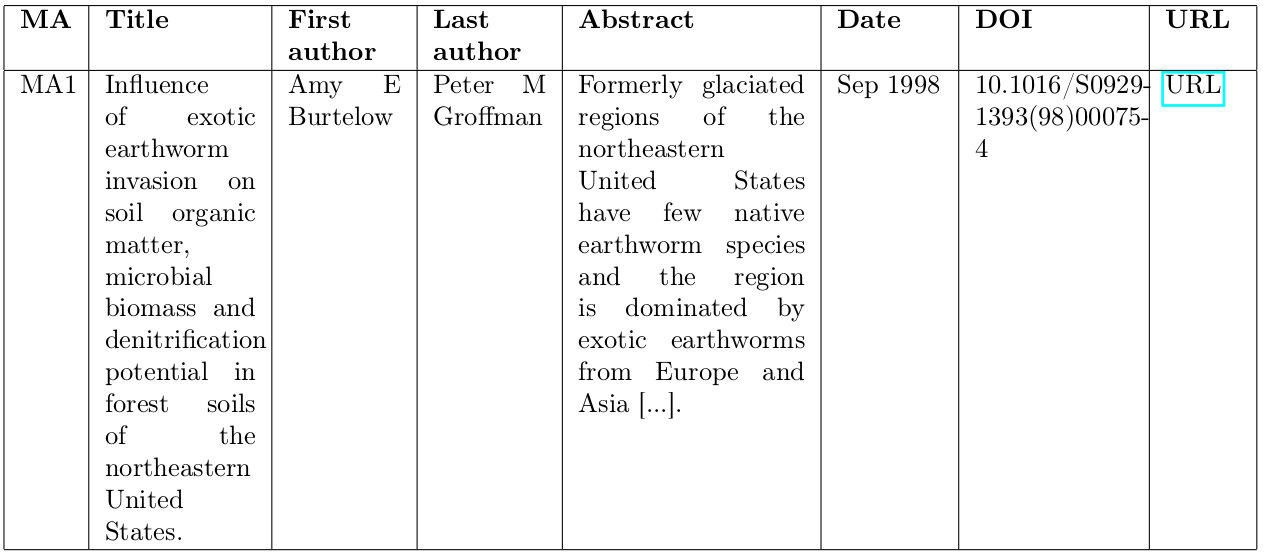 MA
Title
First
author
Last
author
Abstract
Date
DOI
URL
MA1
Influence
of exotic
earthworm
invasion on
soil organic
matter,
microbial
biomass and
denitrification
potential in
forest soils
of the
northeastern
United
States.
Amy E
Burtelow
Peter M
Groffman
Formerly glaciated
regions of the
northeastern
United States
have few native
earthworm species
and the region
is dominated by
exotic earthworms
from Europe and
Asia [...].
Sep 1998
10.1016/S0929-
1393(98)00075-
4
URL